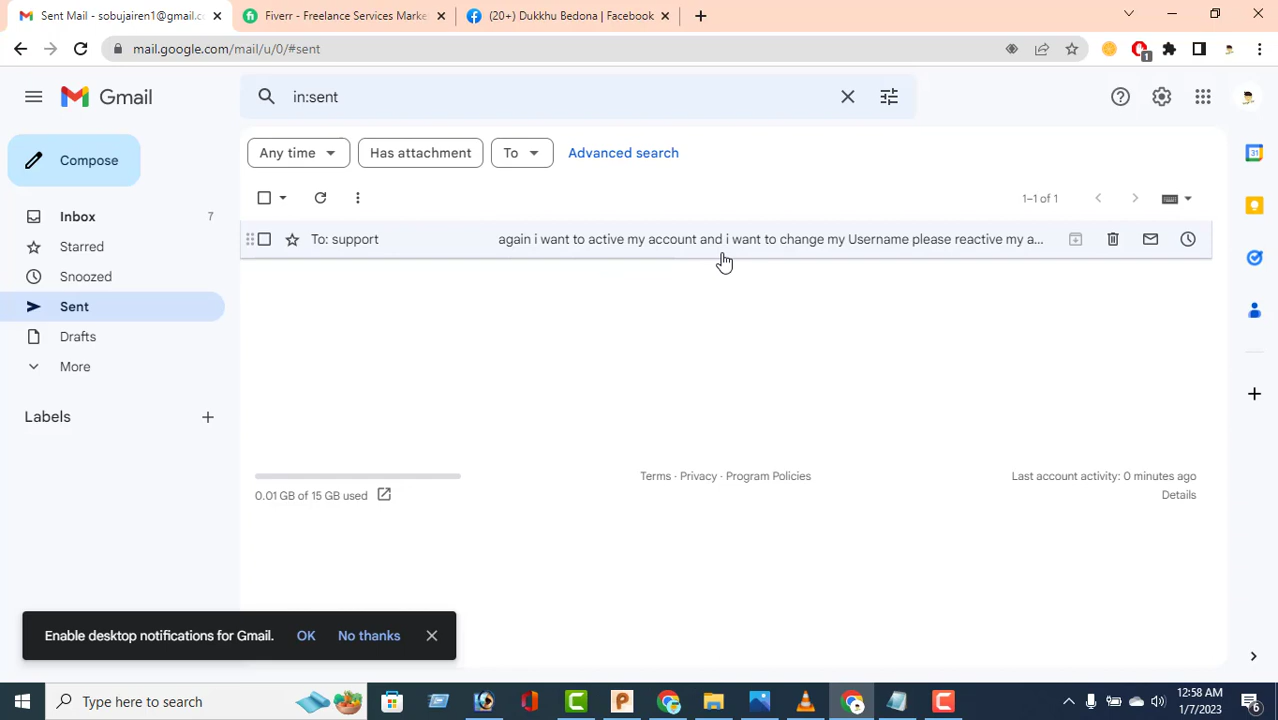 Sent Mail - sobujairen1@gmail.c
Fiverr - Freelance Services Marke
(20+) Dukkhu Bedona | Facebook
mail.google.com/mail/u/0/#sent
1
Gmail
in:sent
Compose
Any time
Has attachment
To
Advanced search
31
1–1 of 1
Inbox
7
Starred
To: support
again i want to active my account and i want to change my Username please reactive my a...
Snoozed
Sent
Drafts
More
Labels
Terms · Privacy · Program Policies
Last account activity: 0 minutes ago
0.01 GB of 15 GB used
Details
Enable desktop notifications for Gmail.
OK
No thanks
Type here to search
12:58 AM
1/7/2023
6